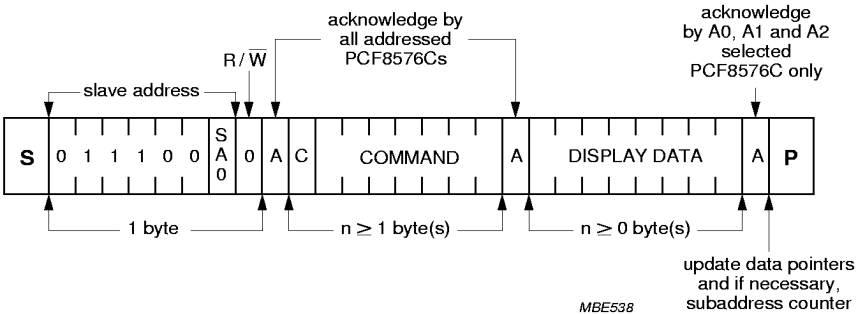 acknowledge by
all addressed
PCF8576Cs
acknowledge
by A0, A1 and A2
selected
PCF8576C only
R / W̅
slave address
S 0 1 1 1 0 0 S A 0 0 A C COMMAND A DISPLAY DATA A P
1 byte
n ≥ 1 byte(s)
n ≥ 0 byte(s)
update data pointers
and if necessary,
subaddress counter
MBE538